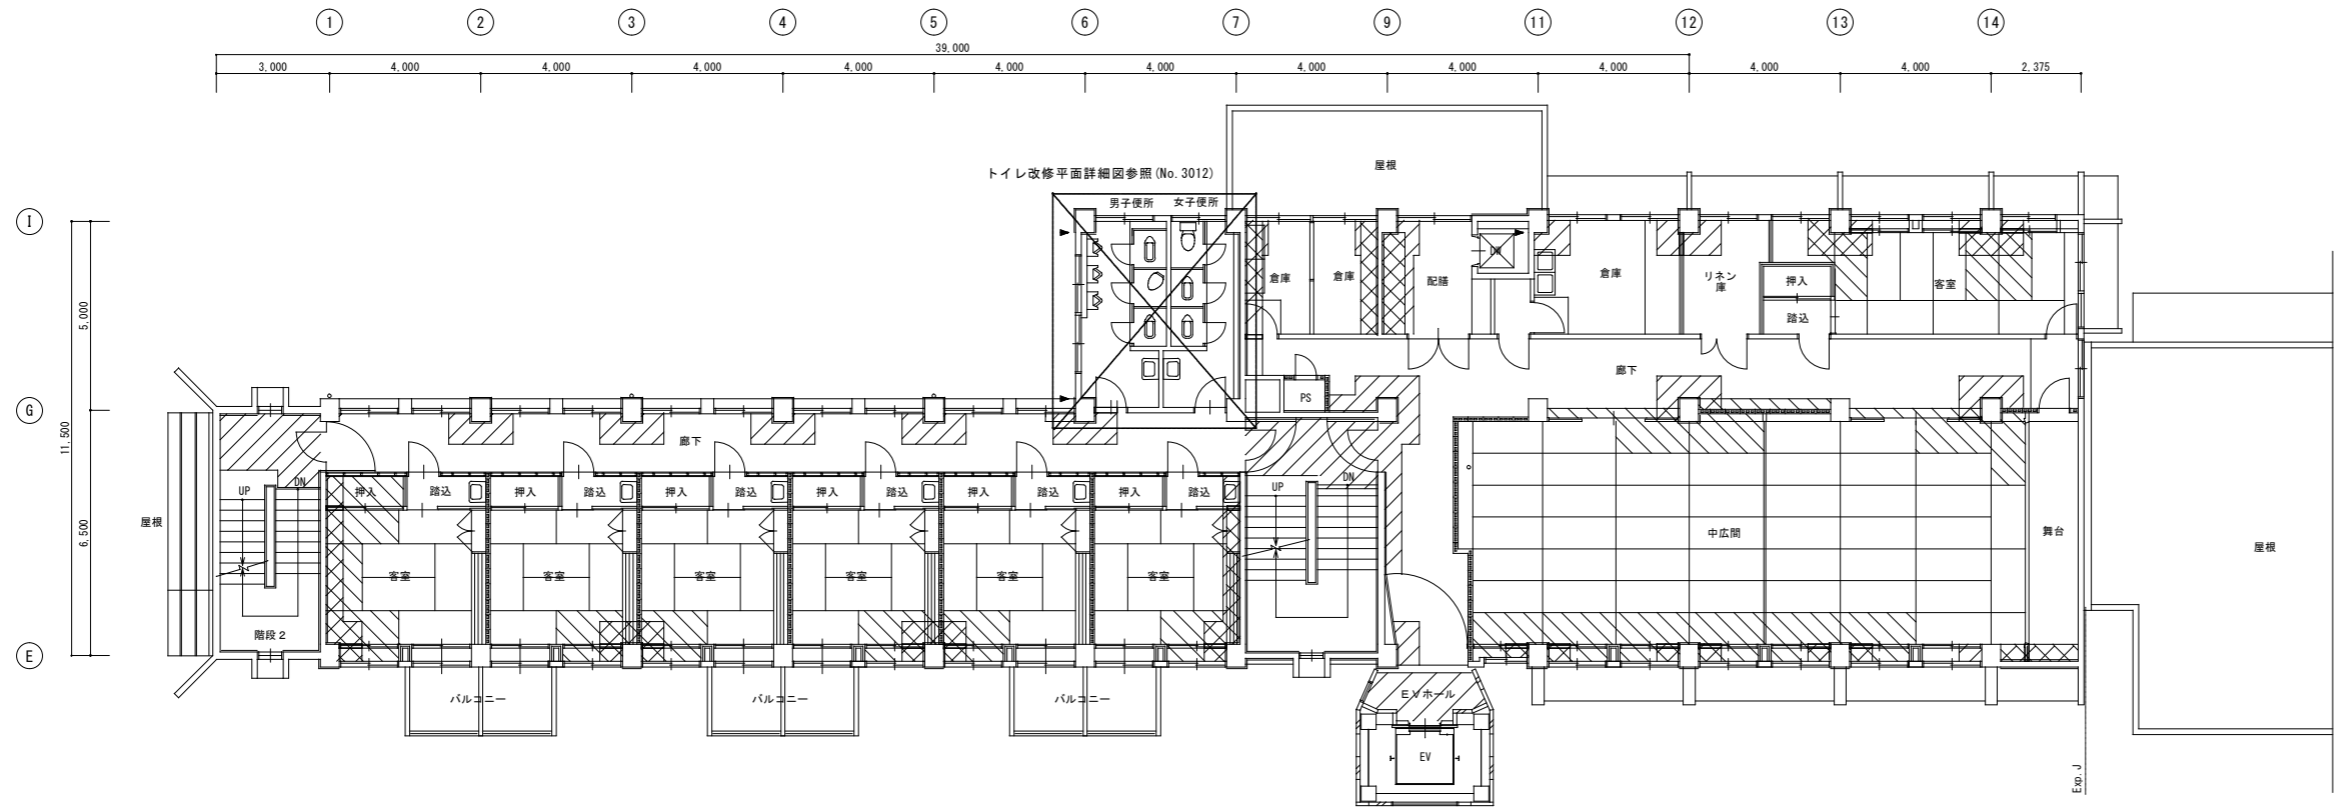 1 2 3 4 5 6 7 9 11 12 13 14
39,000
3,000 4,000 4,000 4,000 4,000 4,000 4,000 4,000 4,000 4,000 4,000 4,000 2,375
屋根
トイレ改修平面詳細図参照(No.3012)
男子便所 女子便所
I
DW
倉庫 倉庫 配膳 倉庫 リネン庫 押入 客室
5,000
踏込
廊下
PS
G
11,500
廊下
UP DN 押入 踏込 押入 踏込 押入 踏込 押入 踏込 押入 踏込 押入 踏込 UP DN
屋根
6,500
中広間 舞台 屋根
客室 客室 客室 客室 客室 客室
階段2
E
バルコニー バルコニー バルコニー EVホール
EV
Exp.J